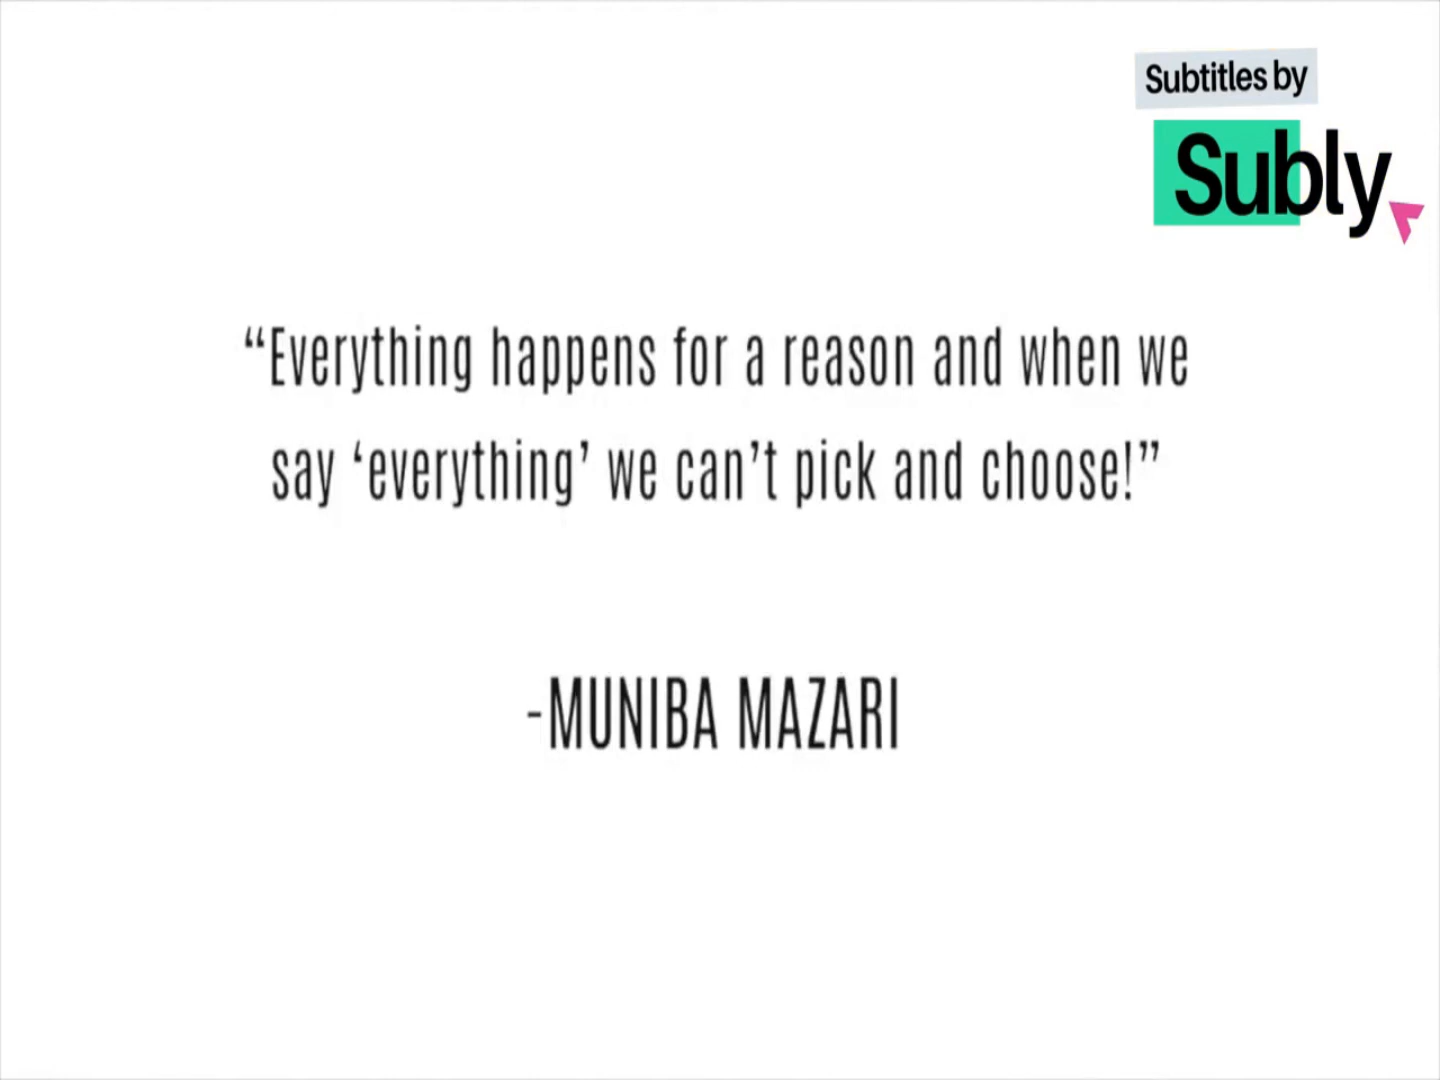 Subtitles by
Subly
“Everything happens for a reason and when we
say ‘everything’ we can’t pick and choose!”
-MUNIBA MAZARI